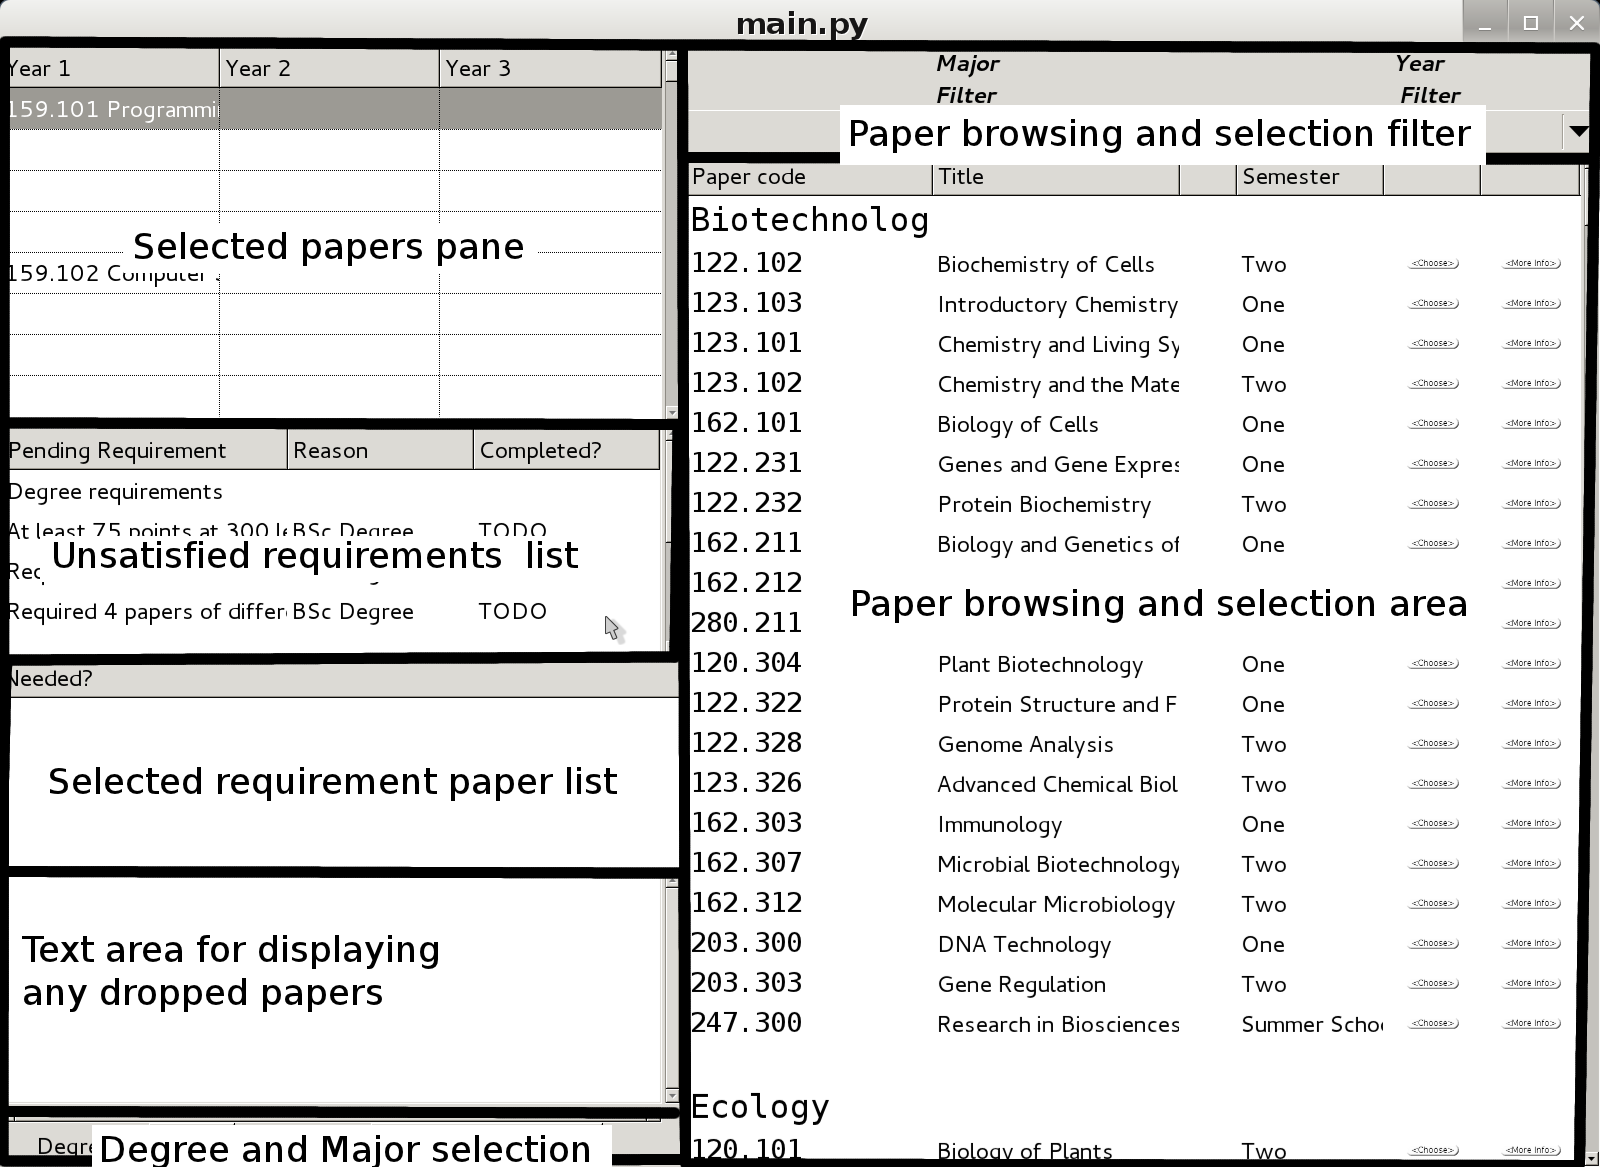 main.py
Year 1 Year 2 Year 3
159.101 Programmi
Selected papers pane
159.102 Computer
Pending Requirement Reason Completed?
Degree requirements
At least 75 points at 300 le BSc Degree TODO
Unsatisfied requirements list
Required 4 papers of differ BSc Degree TODO
Needed?
Selected requirement paper list
Text area for displaying
any dropped papers
Degree and Major selection
Major Year
Filter Filter
Paper browsing and selection filter
Paper code Title Semester
Biotechnolog
122.102 Biochemistry of Cells Two <Choose> <More Info>
123.103 Introductory Chemistry One <Choose> <More Info>
123.101 Chemistry and Living Sy One <Choose> <More Info>
123.102 Chemistry and the Mate Two <Choose> <More Info>
162.101 Biology of Cells One <Choose> <More Info>
122.231 Genes and Gene Expres One <Choose> <More Info>
122.232 Protein Biochemistry Two <Choose> <More Info>
162.211 Biology and Genetics of One <Choose> <More Info>
162.212 <More Info>
Paper browsing and selection area
280.211 <More Info>
120.304 Plant Biotechnology One <Choose> <More Info>
122.322 Protein Structure and F One <Choose> <More Info>
122.328 Genome Analysis Two <Choose> <More Info>
123.326 Advanced Chemical Biol Two <Choose> <More Info>
162.303 Immunology One <Choose> <More Info>
162.307 Microbial Biotechnology Two <Choose> <More Info>
162.312 Molecular Microbiology Two <Choose> <More Info>
203.300 DNA Technology One <Choose> <More Info>
203.303 Gene Regulation Two <Choose> <More Info>
247.300 Research in Biosciences Summer Schoo <Choose> <More Info>
Ecology
120.101 Biology of Plants Two <Choose> <More Info>